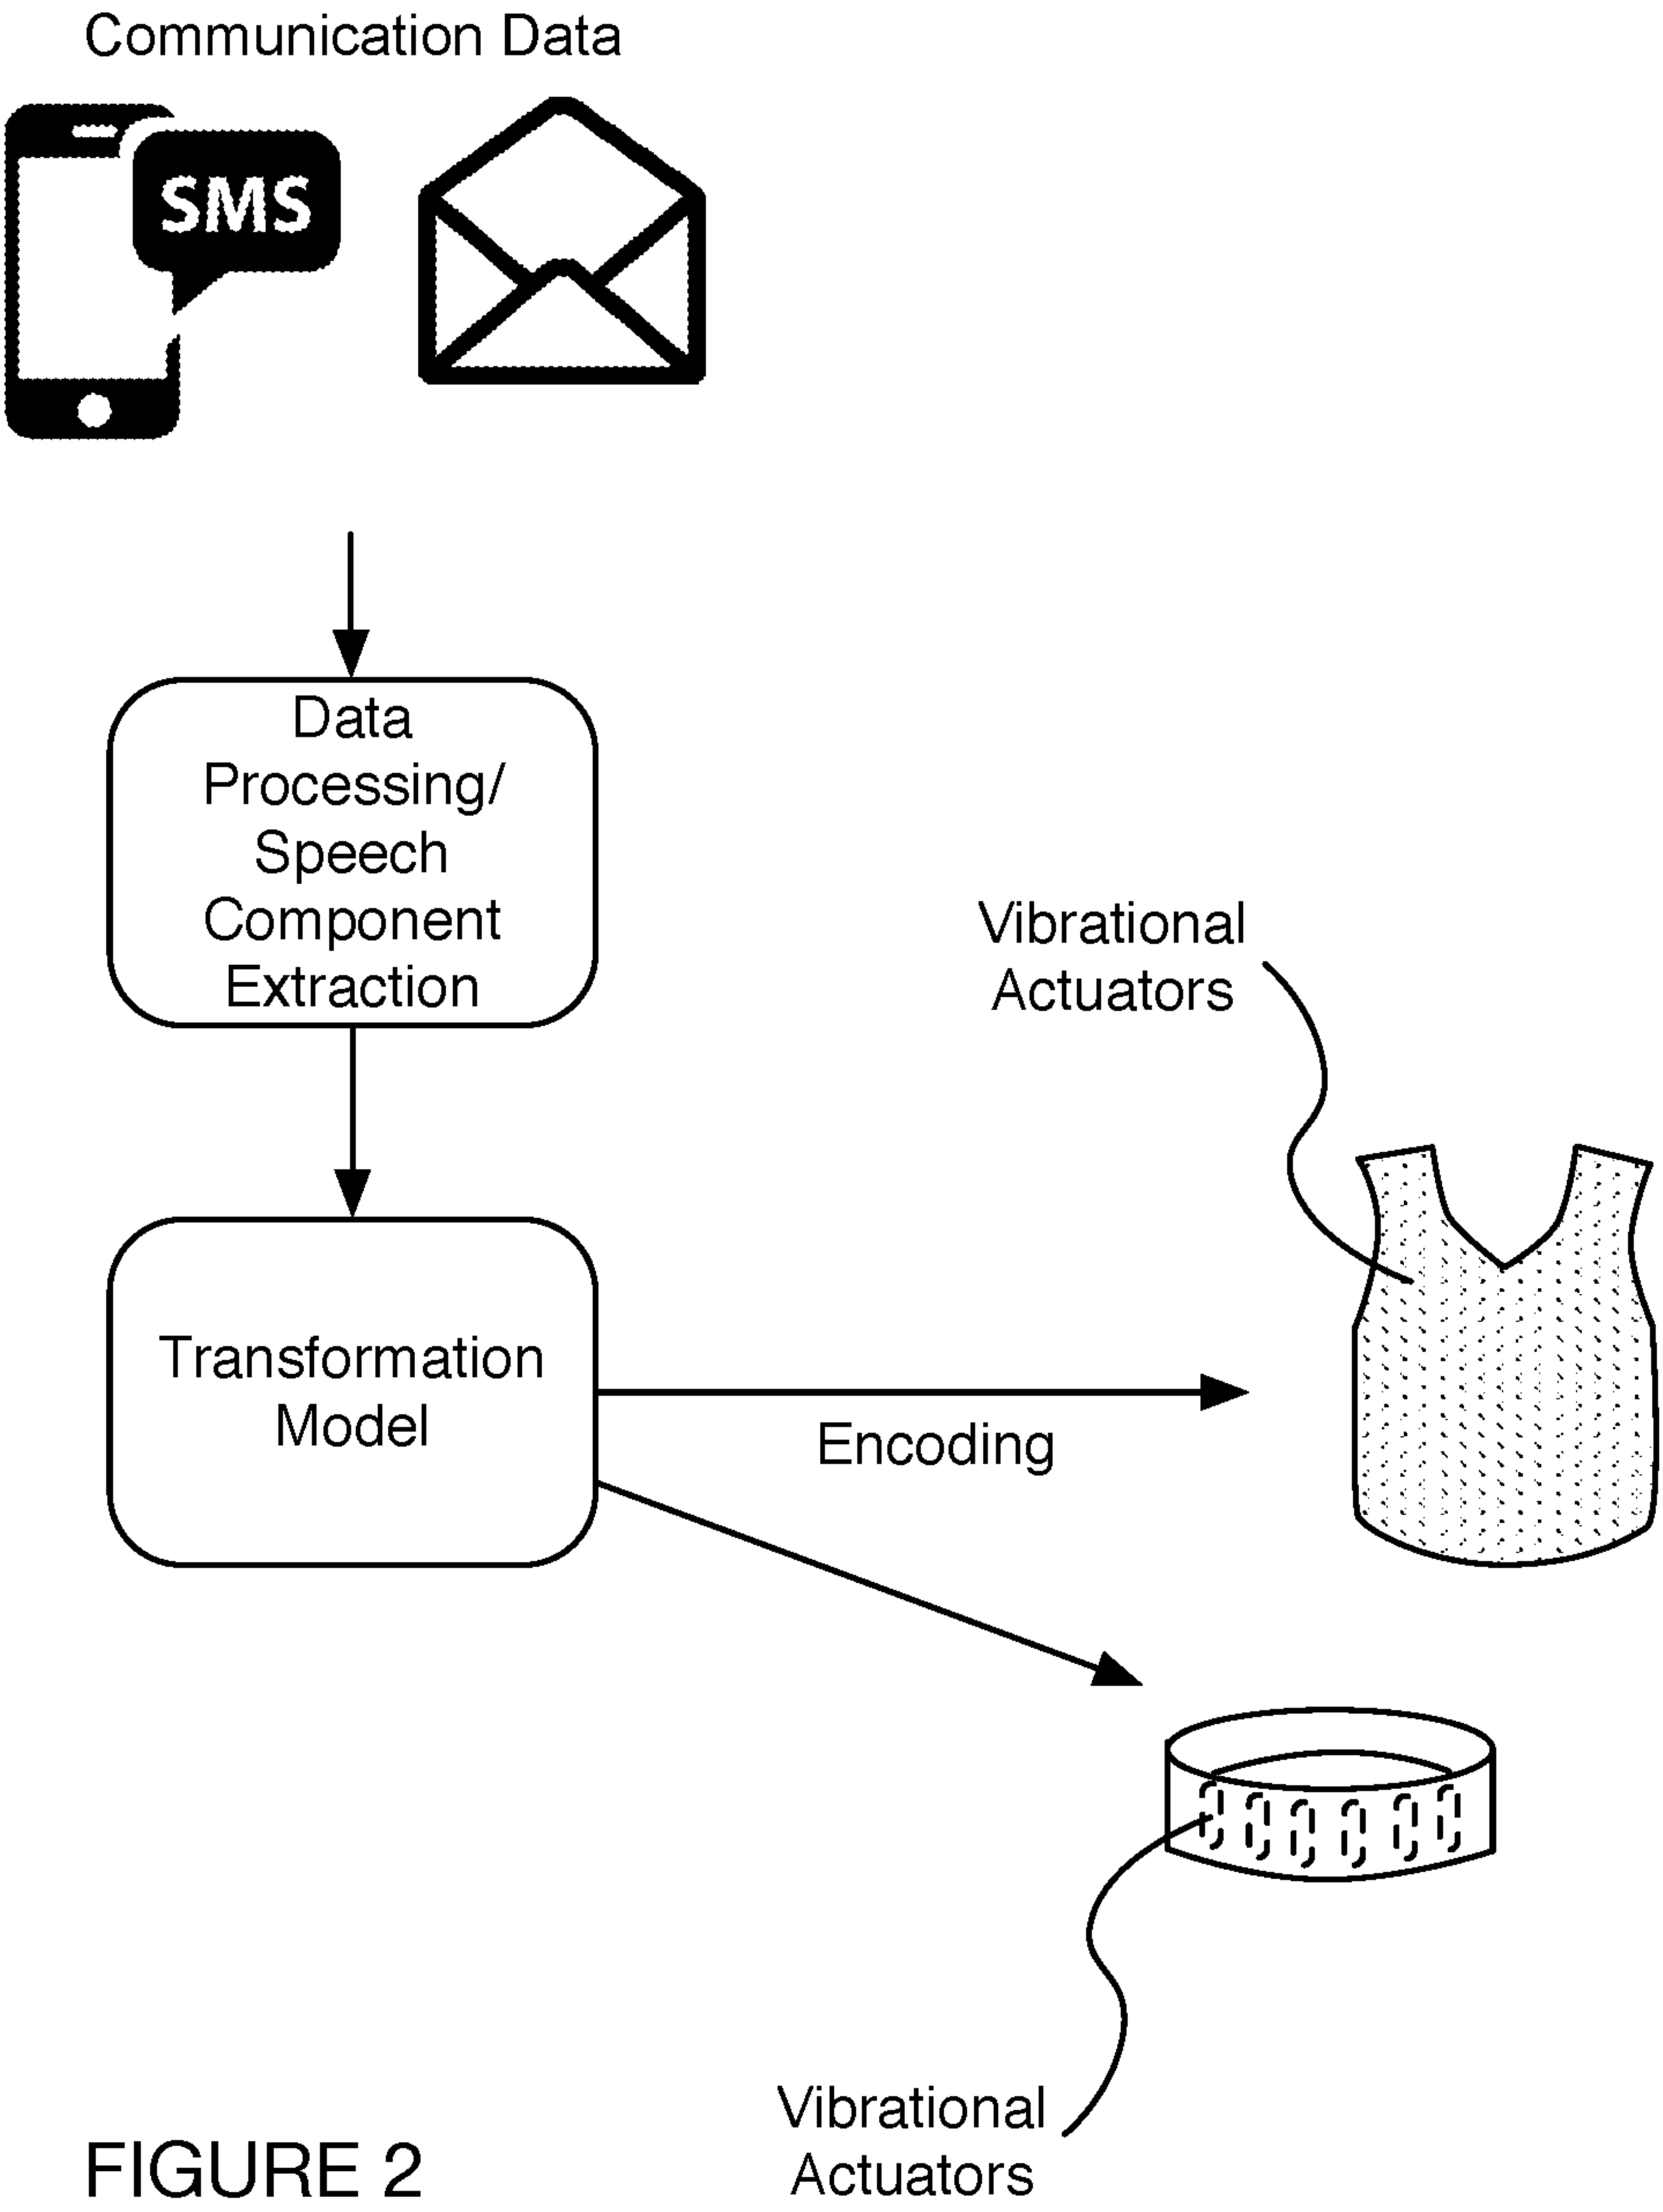 Communication Data
SMS
Data
Processing/
Speech
Component
Extraction
Vibrational
Actuators
Transformation
Model
Encoding
Vibrational
Actuators
FIGURE 2